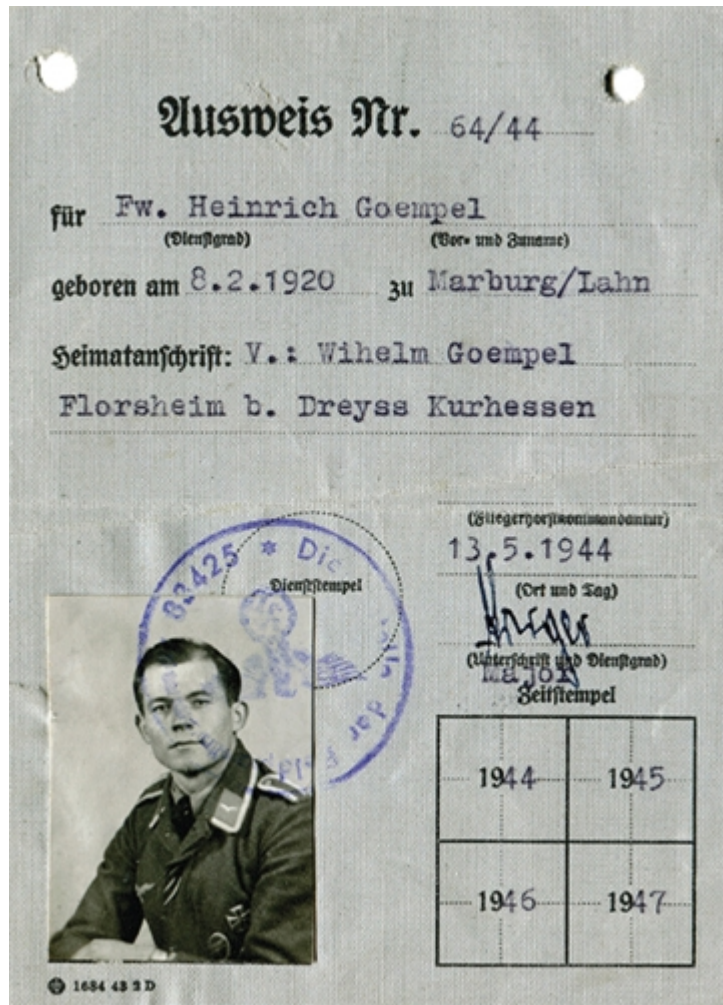 Ausweis Nr. 64/44
für Fw. Heinrich Goempel
(Dienstgrad) (Vor- und Zuname)
geboren am 8.2.1920 zu Marburg/Lahn
Heimatanschrift: V.: Wihelm Goempel
Florsheim b. Dreyss Kurhessen
(Fliegerhorstkommandantur)
13.5.1944
(Ort und Tag)
83425 * Die
Dienststempel
(Unterschrift und Dienstgrad)
Major
Zeitstempel
1944 1945
1946 1947
1684 43 2 D